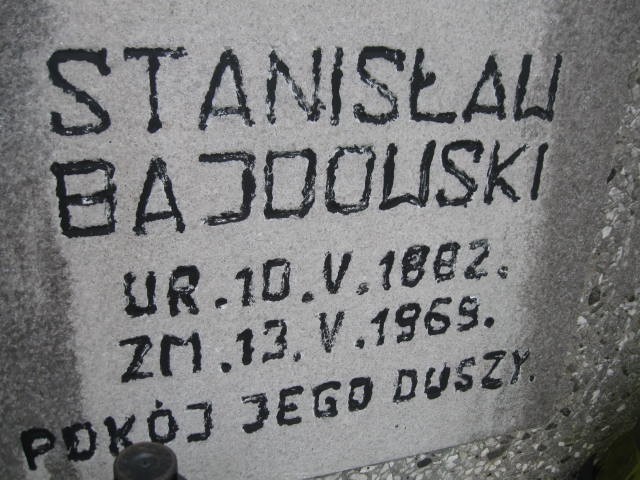 STANISŁAW
BAJDOWSKI
UR.10.V.1882.
ZM.13.V.1969.
POKÓJ JEGO DUSZY.